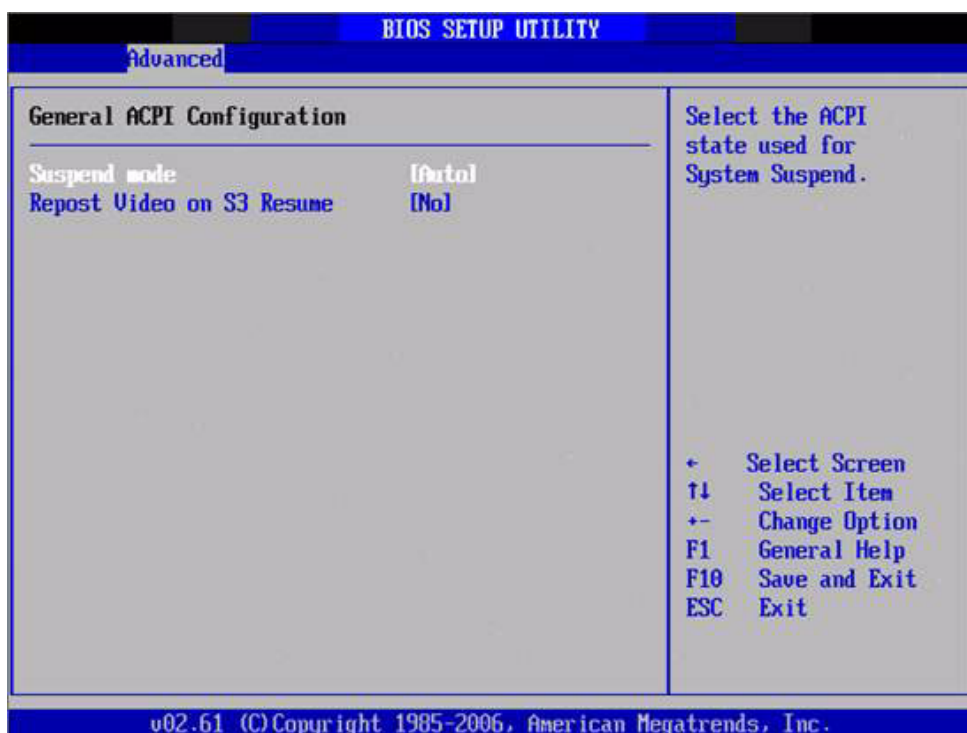 BIOS SETUP UTILITY
Advanced
General ACPI Configuration
Suspend mode [Auto]
Repost Video on S3 Resume [No]
Select the ACPI
state used for
System Suspend.
← Select Screen
↑↓ Select Item
+- Change Option
F1 General Help
F10 Save and Exit
ESC Exit
v02.61 (C)Copyright 1985-2006, American Megatrends, Inc.